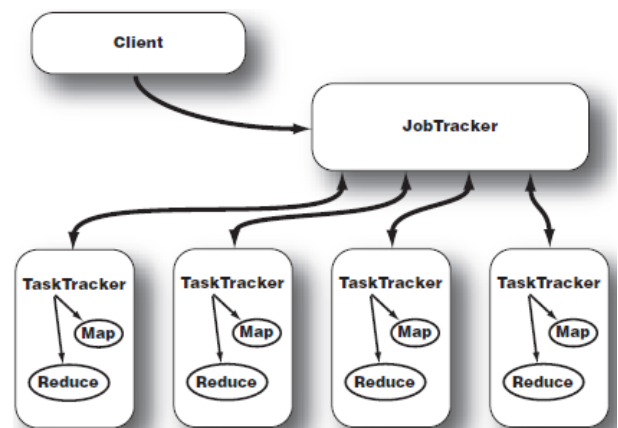 Client
JobTracker
TaskTracker TaskTracker TaskTracker TaskTracker
Map Map Map Map
Reduce Reduce Reduce Reduce